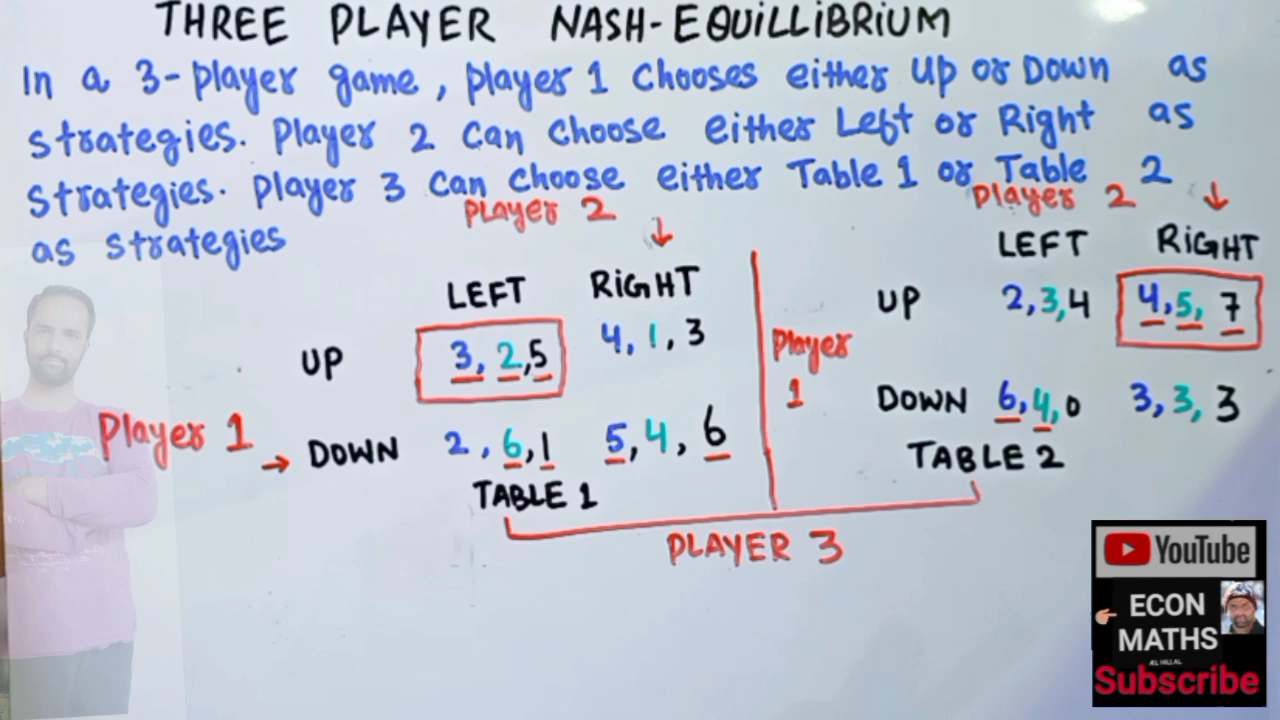 THREE PLAYER NASH-EQUILLIBRIUM
In a 3-player game, player 1 chooses either Up or Down as
strategies. Player 2 can choose either Left or Right as
strategies. Player 3 can choose either Table 1 or Table 2
as strategies
Player 2 ↓
LEFT RIGHT
UP 3, 2, 5 4, 1, 3
Player 1 → DOWN 2, 6, 1 5, 4, 6
TABLE 1
Player 2 ↓
LEFT RIGHT
Player 1
UP 2, 3, 4 4, 5, 7
DOWN 6, 4, 0 3, 3, 3
TABLE 2
PLAYER 3
YouTube
ECON
MATHS
AL HILLAL
Subscribe